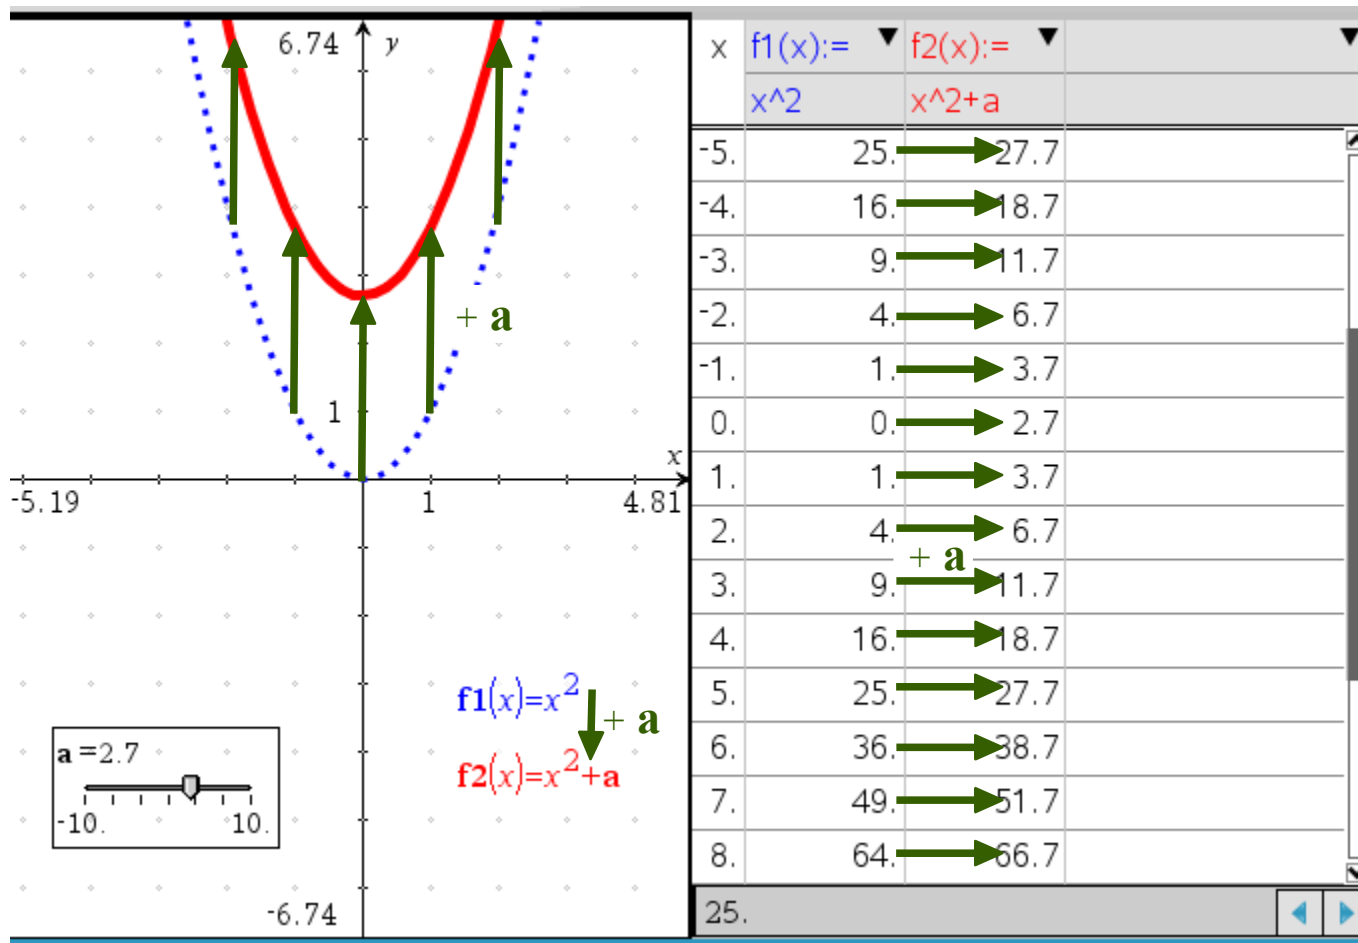 6.74 y
+ a
1
x
-5.19 1 4.81
f1(x)=x^2
+ a
f2(x)=x^2+a
a =2.7
-10. 10.
-6.74
x f1(x):= ▼ f2(x):= ▼ ▼
x^2 x^2+a
-5. 25. 27.7
-4. 16. 18.7
-3. 9. 11.7
-2. 4. 6.7
-1. 1. 3.7
0. 0. 2.7
1. 1. 3.7
2. 4. 6.7
+ a
3. 9. 11.7
4. 16. 18.7
5. 25. 27.7
6. 36. 38.7
7. 49. 51.7
8. 64. 66.7
25.